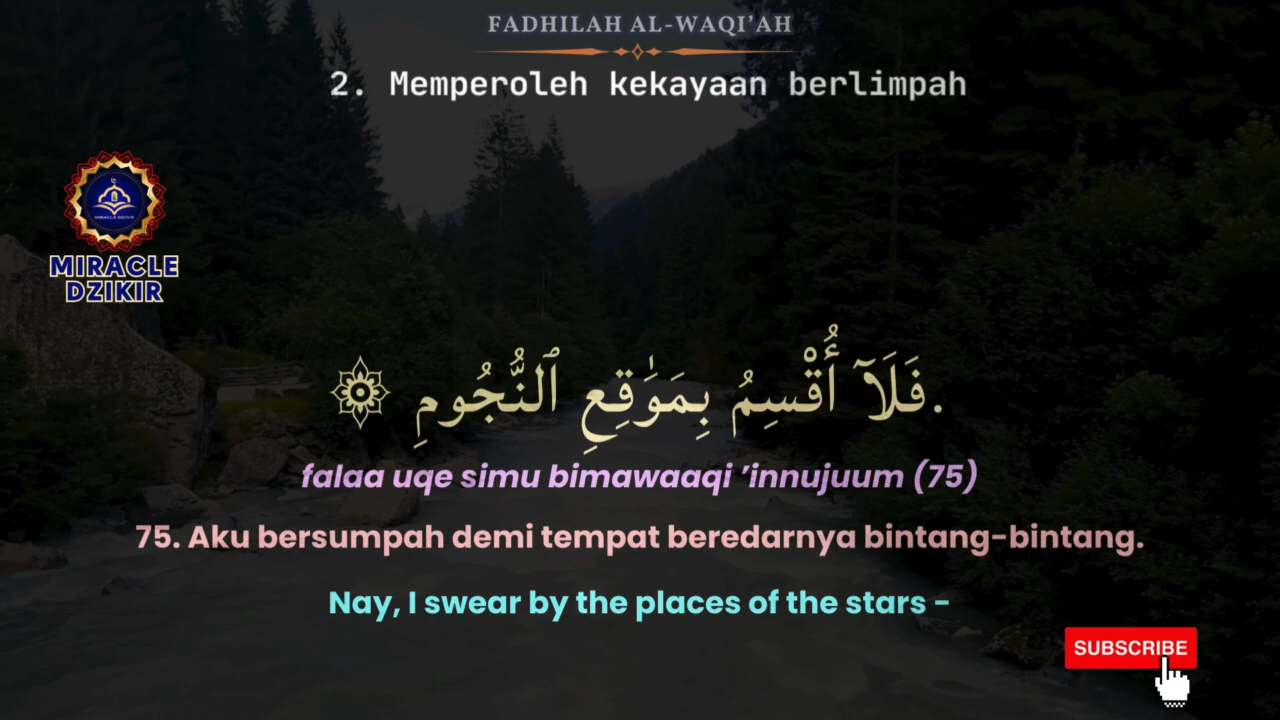 FADHILAH AL-WAQI'AH
2. Memperoleh kekayaan berlimpah
MIRACLE
DZIKIR
فَلَآ أُقْسِمُ بِمَوَٰقِعِ ٱلنُّجُومِ ۞.
falaa uqe simu bimawaaqi ’innujuum (75)
75. Aku bersumpah demi tempat beredarnya bintang-bintang.
Nay, I swear by the places of the stars -
SUBSCRIBE